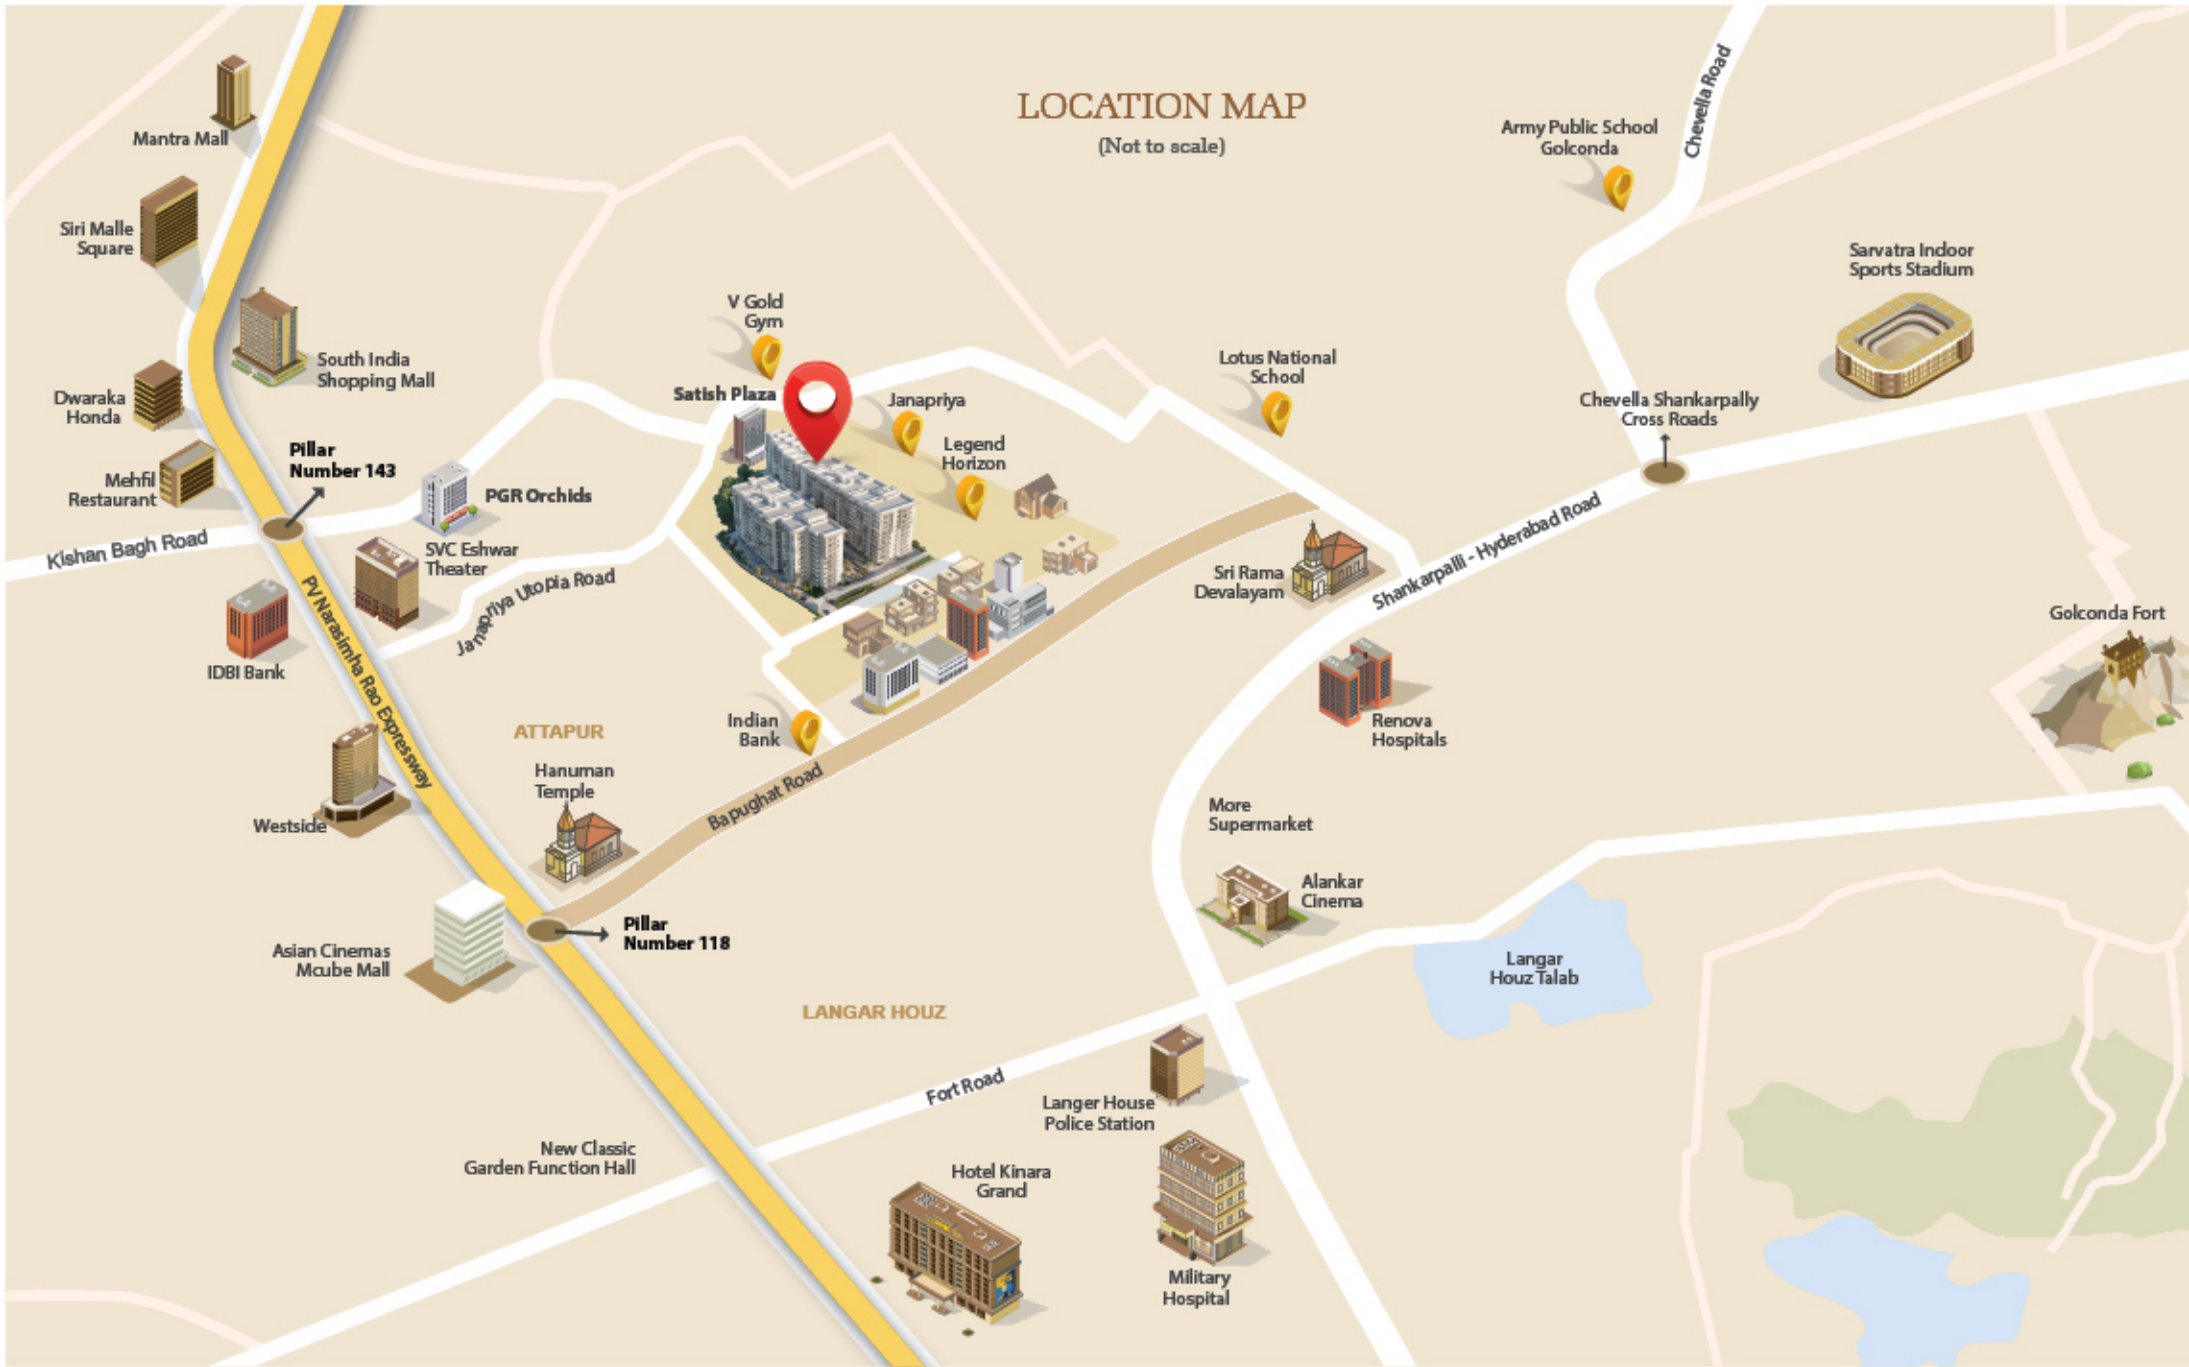 LOCATION MAP
(Not to scale)
Mantra Mall
Siri Malle
Square
South India
Shopping Mall
Dwaraka
Honda
Mehfil
Restaurant
Pillar
Number 143
Kishan Bagh Road
PGR Orchids
SVC Eshwar
Theater
Janapriya Utopia Road
IDBI Bank
PV Narasimha Rao Expressway
Westside
ATTAPUR
Hanuman
Temple
Asian Cinemas
Mcube Mall
Pillar
Number 118
V Gold
Gym
Satish Plaza
Janapriya
Legend
Horizon
Indian
Bank
Bapughat Road
Lotus National
School
Army Public School
Golconda
Chevella Road
Sarvatra Indoor
Sports Stadium
Chevella Shankarpally
Cross Roads
Shankarpalli - Hyderabad Road
Sri Rama
Devalayam
Golconda Fort
Renova
Hospitals
More
Supermarket
Alankar
Cinema
Langar
Houz Talab
LANGAR HOUZ
Fort Road
Langer House
Police Station
New Classic
Garden Function Hall
Hotel Kinara
Grand
Military
Hospital